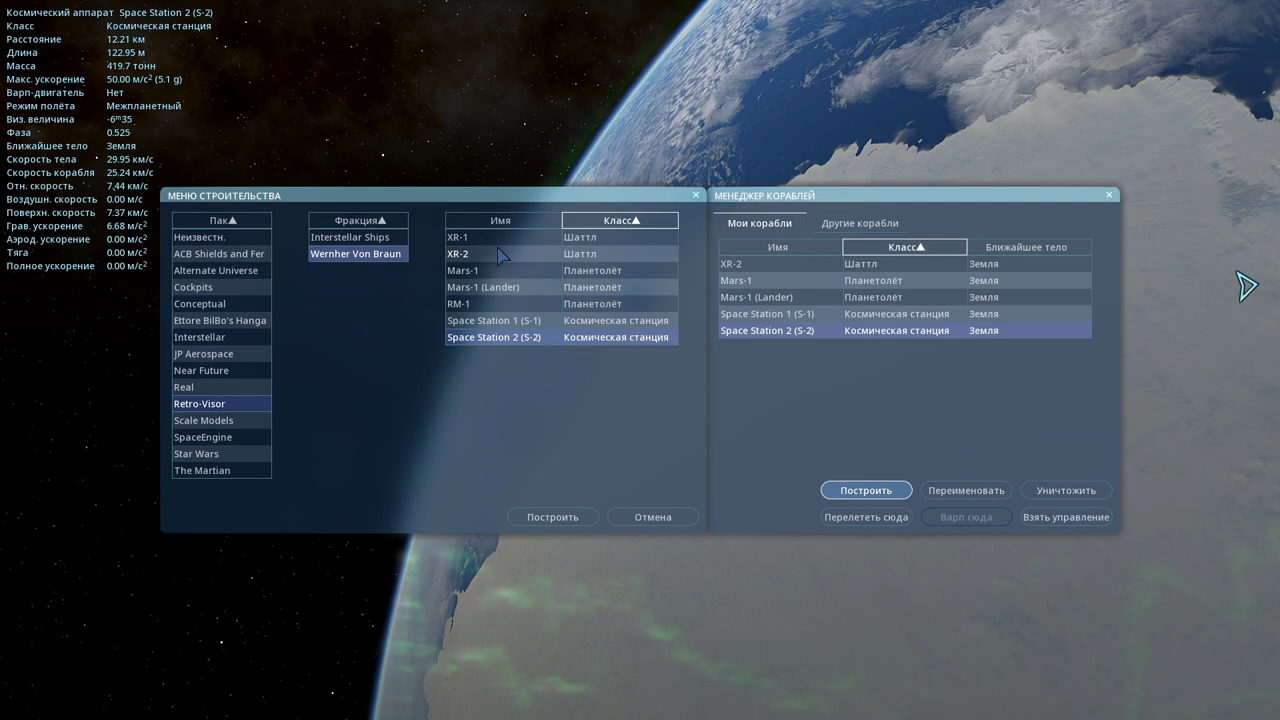 Космический аппарат Space Station 2 (S-2)
Класс Космическая станция
Расстояние 12.21 км
Длина 122.95 м
Масса 419.7 тонн
Макс. ускорение 50.00 м/с² (5.1 g)
Варп-двигатель Нет
Режим полёта Межпланетный
Виз. величина -6ᵐ35
Фаза 0.525
Ближайшее тело Земля
Скорость тела 29.95 км/с
Скорость корабля 25.24 км/с
Отн. скорость 7.44 км/с
Воздушн. скорость 0.00 м/с
Поверхн. скорость 7.37 км/с
Грав. ускорение 6.68 м/с²
Аэрод. ускорение 0.00 м/с²
Тяга 0.00 м/с²
Полное ускорение 0.00 м/с²
МЕНЮ СТРОИТЕЛЬСТВА
Пак▲
Неизвестн.
ACB Shields and Fer
Alternate Universe
Cockpits
Conceptual
Ettore BilBo's Hanga
Interstellar
JP Aerospace
Near Future
Real
Retro-Visor
Scale Models
SpaceEngine
Star Wars
The Martian
Фракция▲
Interstellar Ships
Wernher Von Braun
Имя Класс▲
XR-1 Шаттл
XR-2 Шаттл
Mars-1 Планетолёт
Mars-1 (Lander) Планетолёт
RM-1 Планетолёт
Space Station 1 (S-1) Космическая станция
Space Station 2 (S-2) Космическая станция
Построить Отмена
МЕНЕДЖЕР КОРАБЛЕЙ
Мои корабли Другие корабли
Имя Класс▲ Ближайшее тело
XR-2 Шаттл Земля
Mars-1 Планетолёт Земля
Mars-1 (Lander) Планетолёт Земля
Space Station 1 (S-1) Космическая станция Земля
Space Station 2 (S-2) Космическая станция Земля
Построить Переименовать Уничтожить
Перелететь сюда Варп сюда Взять управление